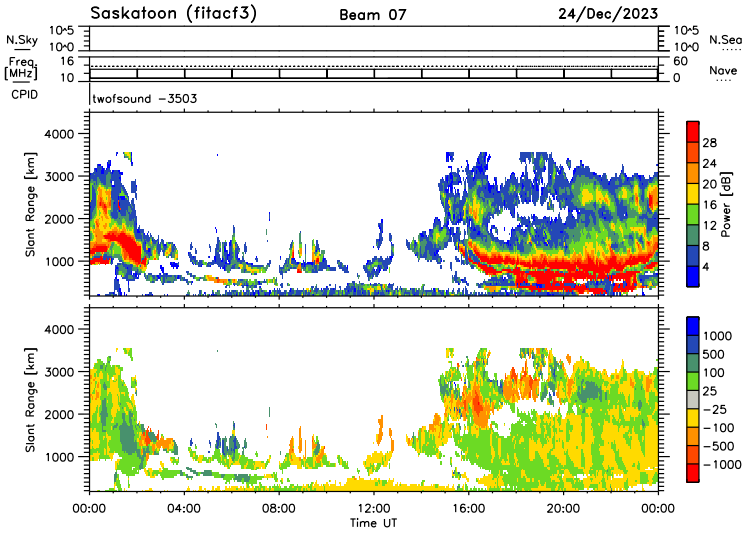 Saskatoon (fitacf3) Beam 07 24/Dec/2023
N.Sky 10^5 10^5 N.Sea
10^0 10^0
Freq. 16 60 Nave
[MHz] 10 0
CPID twofsound -3503
Slant Range [km]
4000
3000
2000
1000
Power [dB]
28
24
20
16
12
8
4
Slant Range [km]
4000
3000
2000
1000
1000
500
100
25
-25
-100
-500
-1000
00:00 04:00 08:00 12:00 16:00 20:00 00:00
Time UT